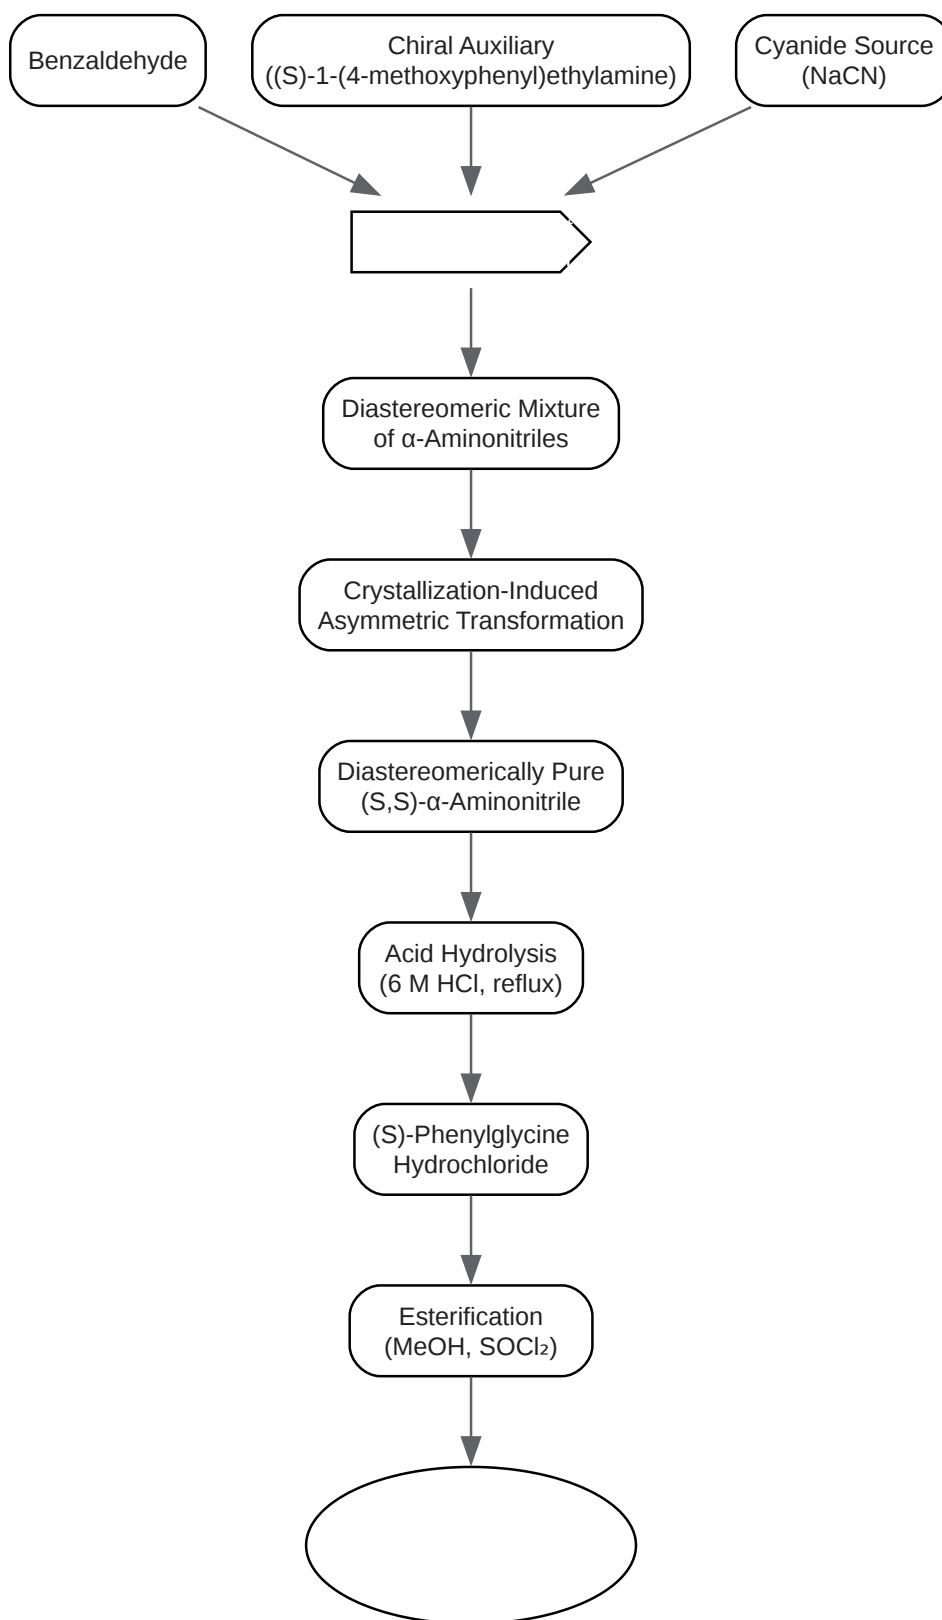 Benzaldehyde
Chiral Auxiliary
((S)-1-(4-methoxyphenyl)ethylamine)
Cyanide Source
(NaCN)
Diastereomeric Mixture
of α-Aminonitriles
Crystallization-Induced
Asymmetric Transformation
Diastereomerically Pure
(S,S)-α-Aminonitrile
Acid Hydrolysis
(6 M HCl, reflux)
(S)-Phenylglycine
Hydrochloride
Esterification
(MeOH, SOCl₂)